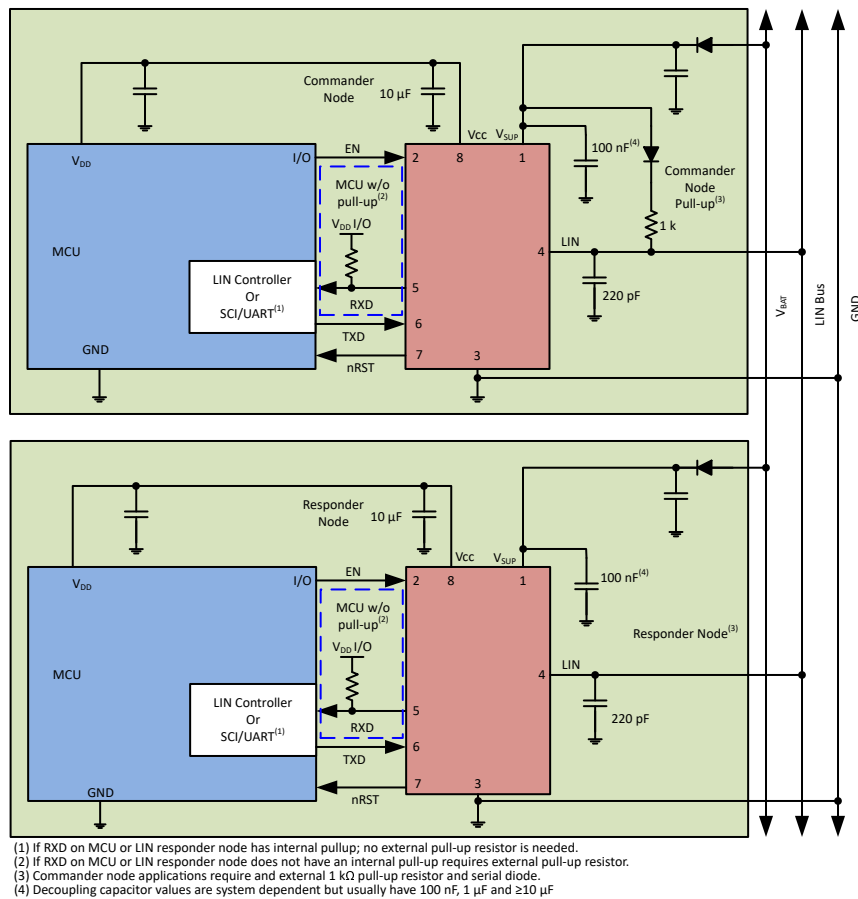 Commander
Node
10 µF
VDD
I/O
EN
2
Vcc
8
VSUP
1
100 nF(4)
MCU w/o
pull-up(2)
VDD I/O
Commander
Node
Pull-up(3)
1 k
MCU
LIN Controller
Or
SCI/UART(1)
RXD
5
4
LIN
220 pF
TXD
6
GND
nRST
7
3
VBAT
LIN Bus
GND
Responder
Node
10 µF
VDD
I/O
EN
2
Vcc
8
VSUP
1
100 nF(4)
MCU w/o
pull-up(2)
VDD I/O
Responder Node(3)
MCU
LIN Controller
Or
SCI/UART(1)
RXD
5
4
LIN
220 pF
TXD
6
GND
nRST
7
3
(1) If RXD on MCU or LIN responder node has internal pullup; no external pull-up resistor is needed.
(2) If RXD on MCU or LIN responder node does not have an internal pull-up requires external pull-up resistor.
(3) Commander node applications require and external 1 kΩ pull-up resistor and serial diode.
(4) Decoupling capacitor values are system dependent but usually have 100 nF, 1 µF and ≥10 µF